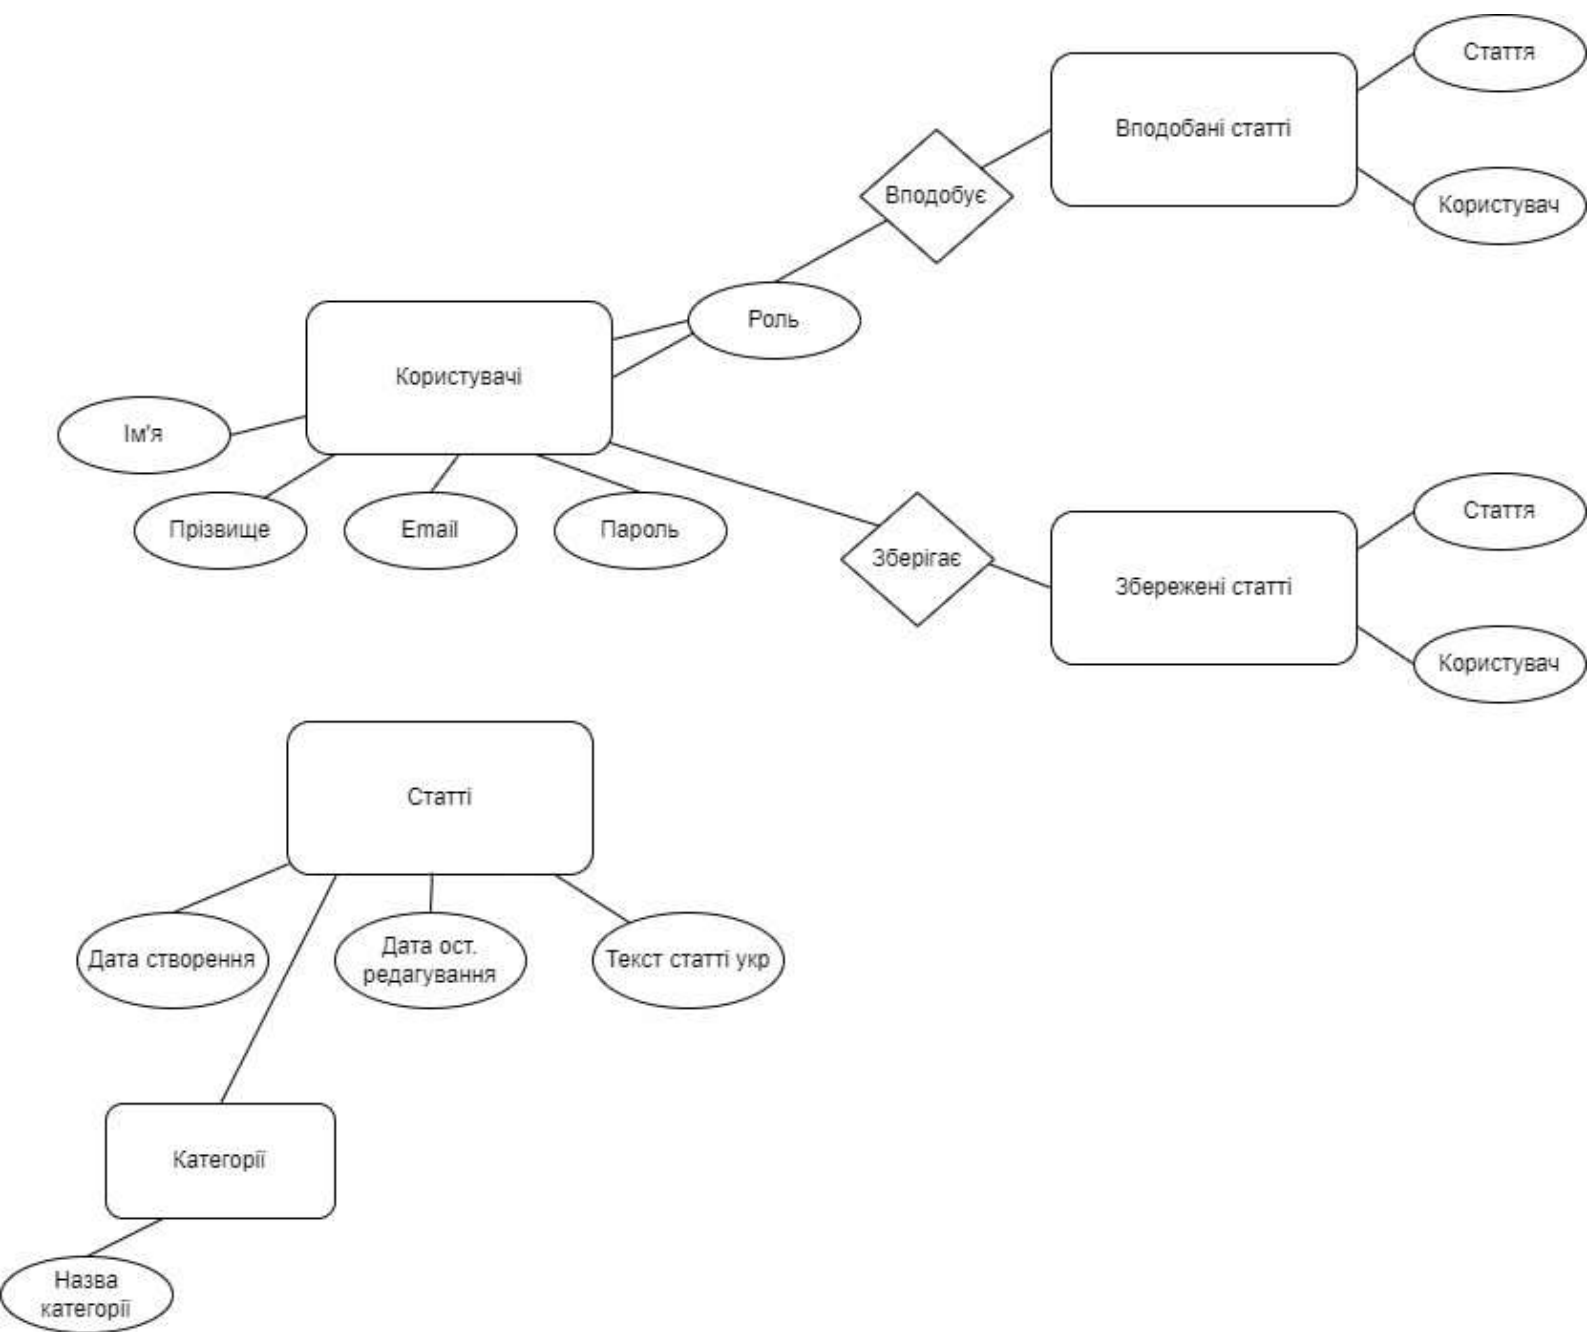 Стаття
Вподобані статті
Вподобує
Користувач
Роль
Користувачі
Ім'я
Прізвище
Email
Пароль
Зберігає
Стаття
Збережені статті
Користувач
Статті
Дата створення
Дата ост.
редагування
Текст статті укр
Категорії
Назва
категорії